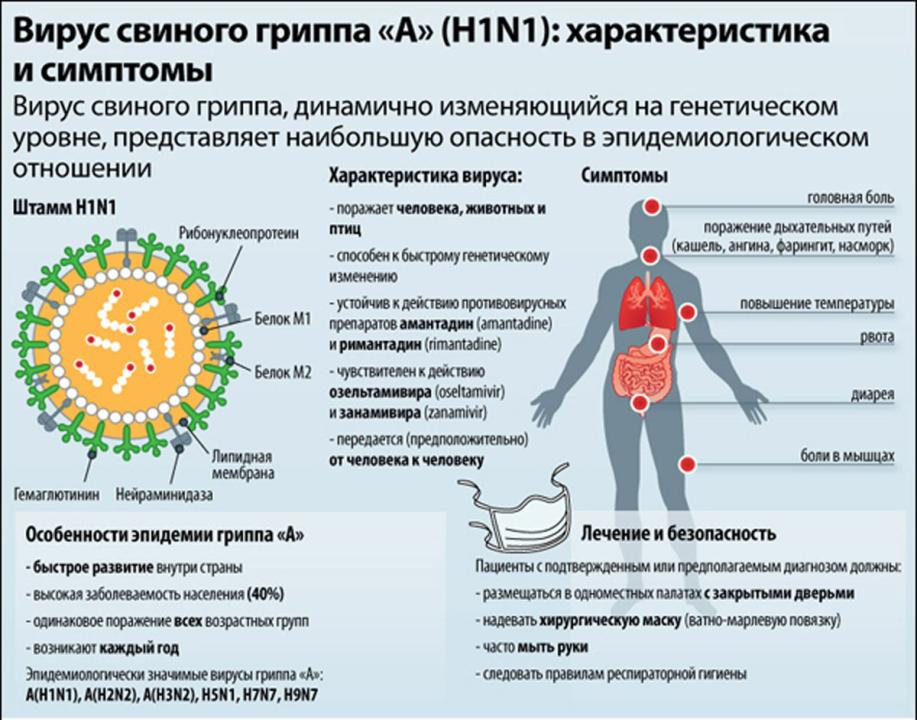 Вирус свиного гриппа «А» (H1N1): характеристика
и симптомы
Вирус свиного гриппа, динамично изменяющийся на генетическом
уровне, представляет наибольшую опасность в эпидемиологическом
отношении
Штамм H1N1
Рибонуклеопротеин
Белок М1
Белок М2
Липидная
мембрана
Гемаглютинин
Нейраминидаза
Характеристика вируса:
- поражает человека, животных и
птиц
- способен к быстрому генетическому
изменению
- устойчив к действию противовирусных
препаратов амантадин (amantadine)
и римантадин (rimantadine)
- чувствителен к действию
озельтамивира (oseltamivir)
и занамивира (zanamivir)
- передается (предположительно)
от человека к человеку
Симптомы
головная боль
поражение дыхательных путей
(кашель, ангина, фарингит, насморк)
повышение температуры
рвота
диарея
боли в мышцах
Особенности эпидемии гриппа «А»
- быстрое развитие внутри страны
- высокая заболеваемость населения (40%)
- одинаковое поражение всех возрастных групп
- возникают каждый год
Эпидемиологически значимые вирусы гриппа «А»:
А(H1N1), А(H2N2), А(H3N2), H5N1, H7N7, H9N7
Лечение и безопасность
Пациенты с подтвержденным или предполагаемым диагнозом должны:
- размещаться в одноместных палатах с закрытыми дверьми
- надевать хирургическую маску (ватно-марлевую повязку)
- часто мыть руки
- следовать правилам респираторной гигиены